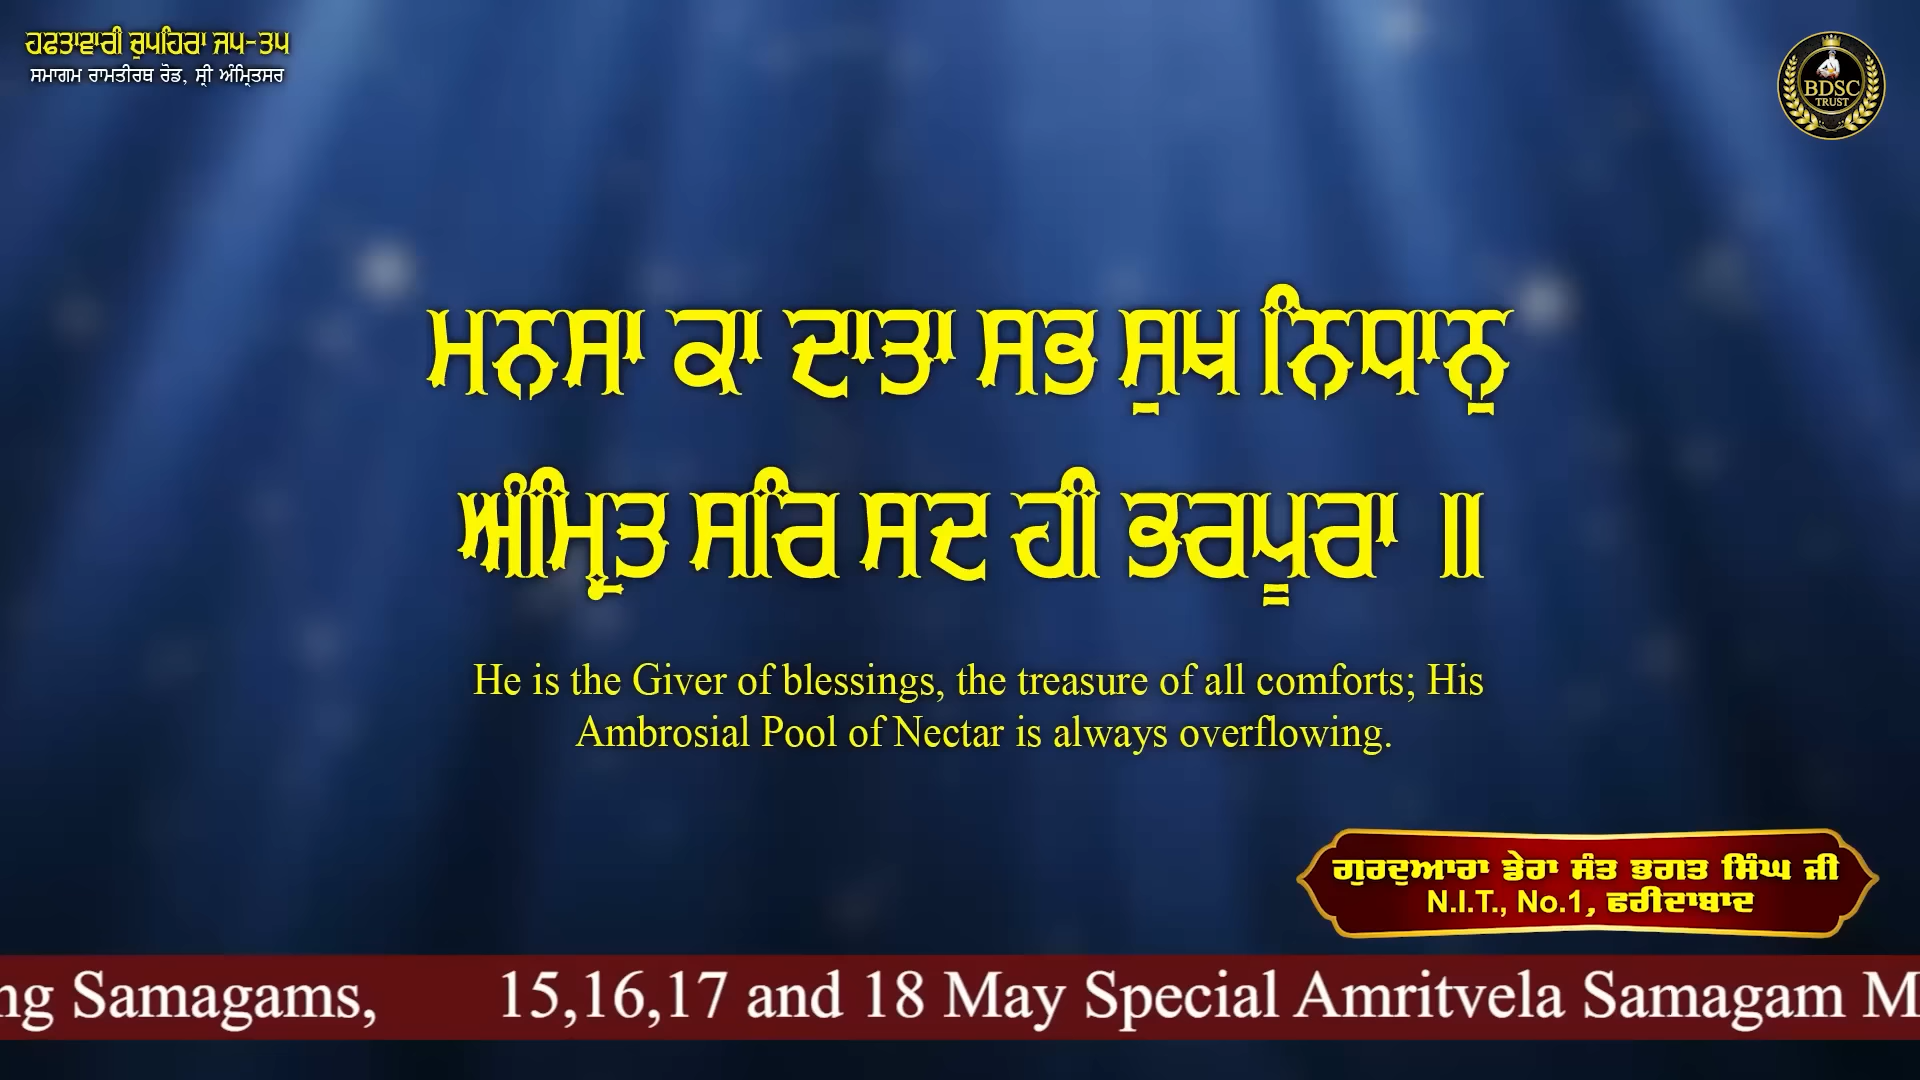 ਹਫਤਾਵਾਰੀ ਚੁਪਹਿਰਾ ਜਪ-ਤਪ
ਸਮਾਗਮ ਰਾਮਤੀਰਥ ਰੋਡ, ਸ੍ਰੀ ਅੰਮ੍ਰਿਤਸਰ
BDSC
TRUST
ਮਨਸਾ ਕਾ ਦਾਤਾ ਸਭ ਸੁਖ ਨਿਧਾਨੁ
ਅੰਮ੍ਰਿਤ ਸਰਿ ਸਦ ਹੀ ਭਰਪੂਰਾ ॥
He is the Giver of blessings, the treasure of all comforts; His
Ambrosial Pool of Nectar is always overflowing.
ਗੁਰਦੁਆਰਾ ਡੇਰਾ ਸੰਤ ਭਗਤ ਸਿੰਘ ਜੀ
N.I.T., No.1, ਫਰੀਦਾਬਾਦ
ng Samagams, 15,16,17 and 18 May Special Amritvela Samagam M